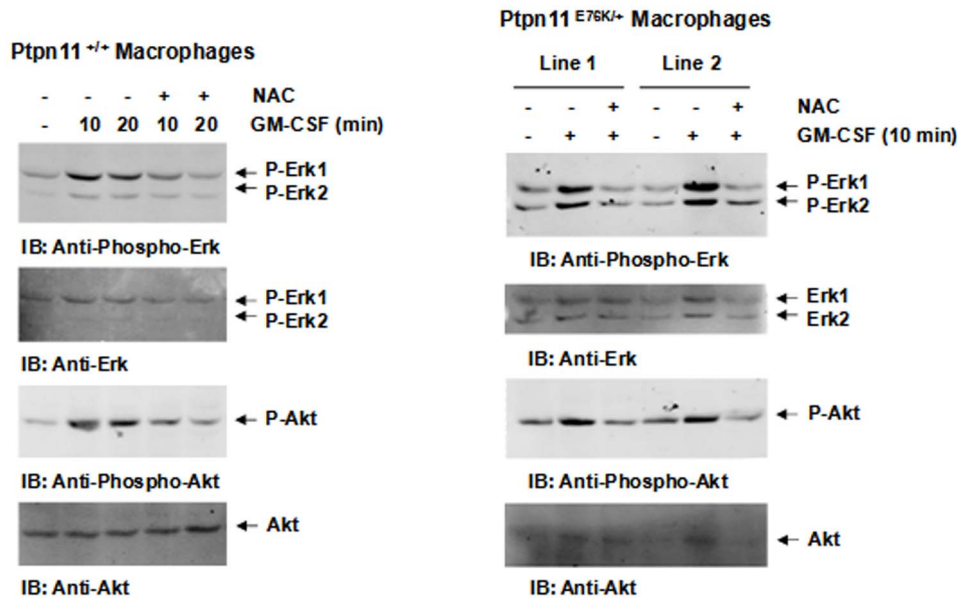 Ptpn11 +/+ Macrophages
- - - + + NAC
- 10 20 10 20 GM-CSF (min)
P-Erk1
P-Erk2
IB: Anti-Phospho-Erk
P-Erk1
P-Erk2
IB: Anti-Erk
P-Akt
IB: Anti-Phospho-Akt
Akt
IB: Anti-Akt
Ptpn11 E76K/+ Macrophages
Line 1 Line 2
- - + - - + NAC
- + + - + + GM-CSF (10 min)
P-Erk1
P-Erk2
IB: Anti-Phospho-Erk
Erk1
Erk2
IB: Anti-Erk
P-Akt
IB: Anti-Phospho-Akt
Akt
IB: Anti-Akt